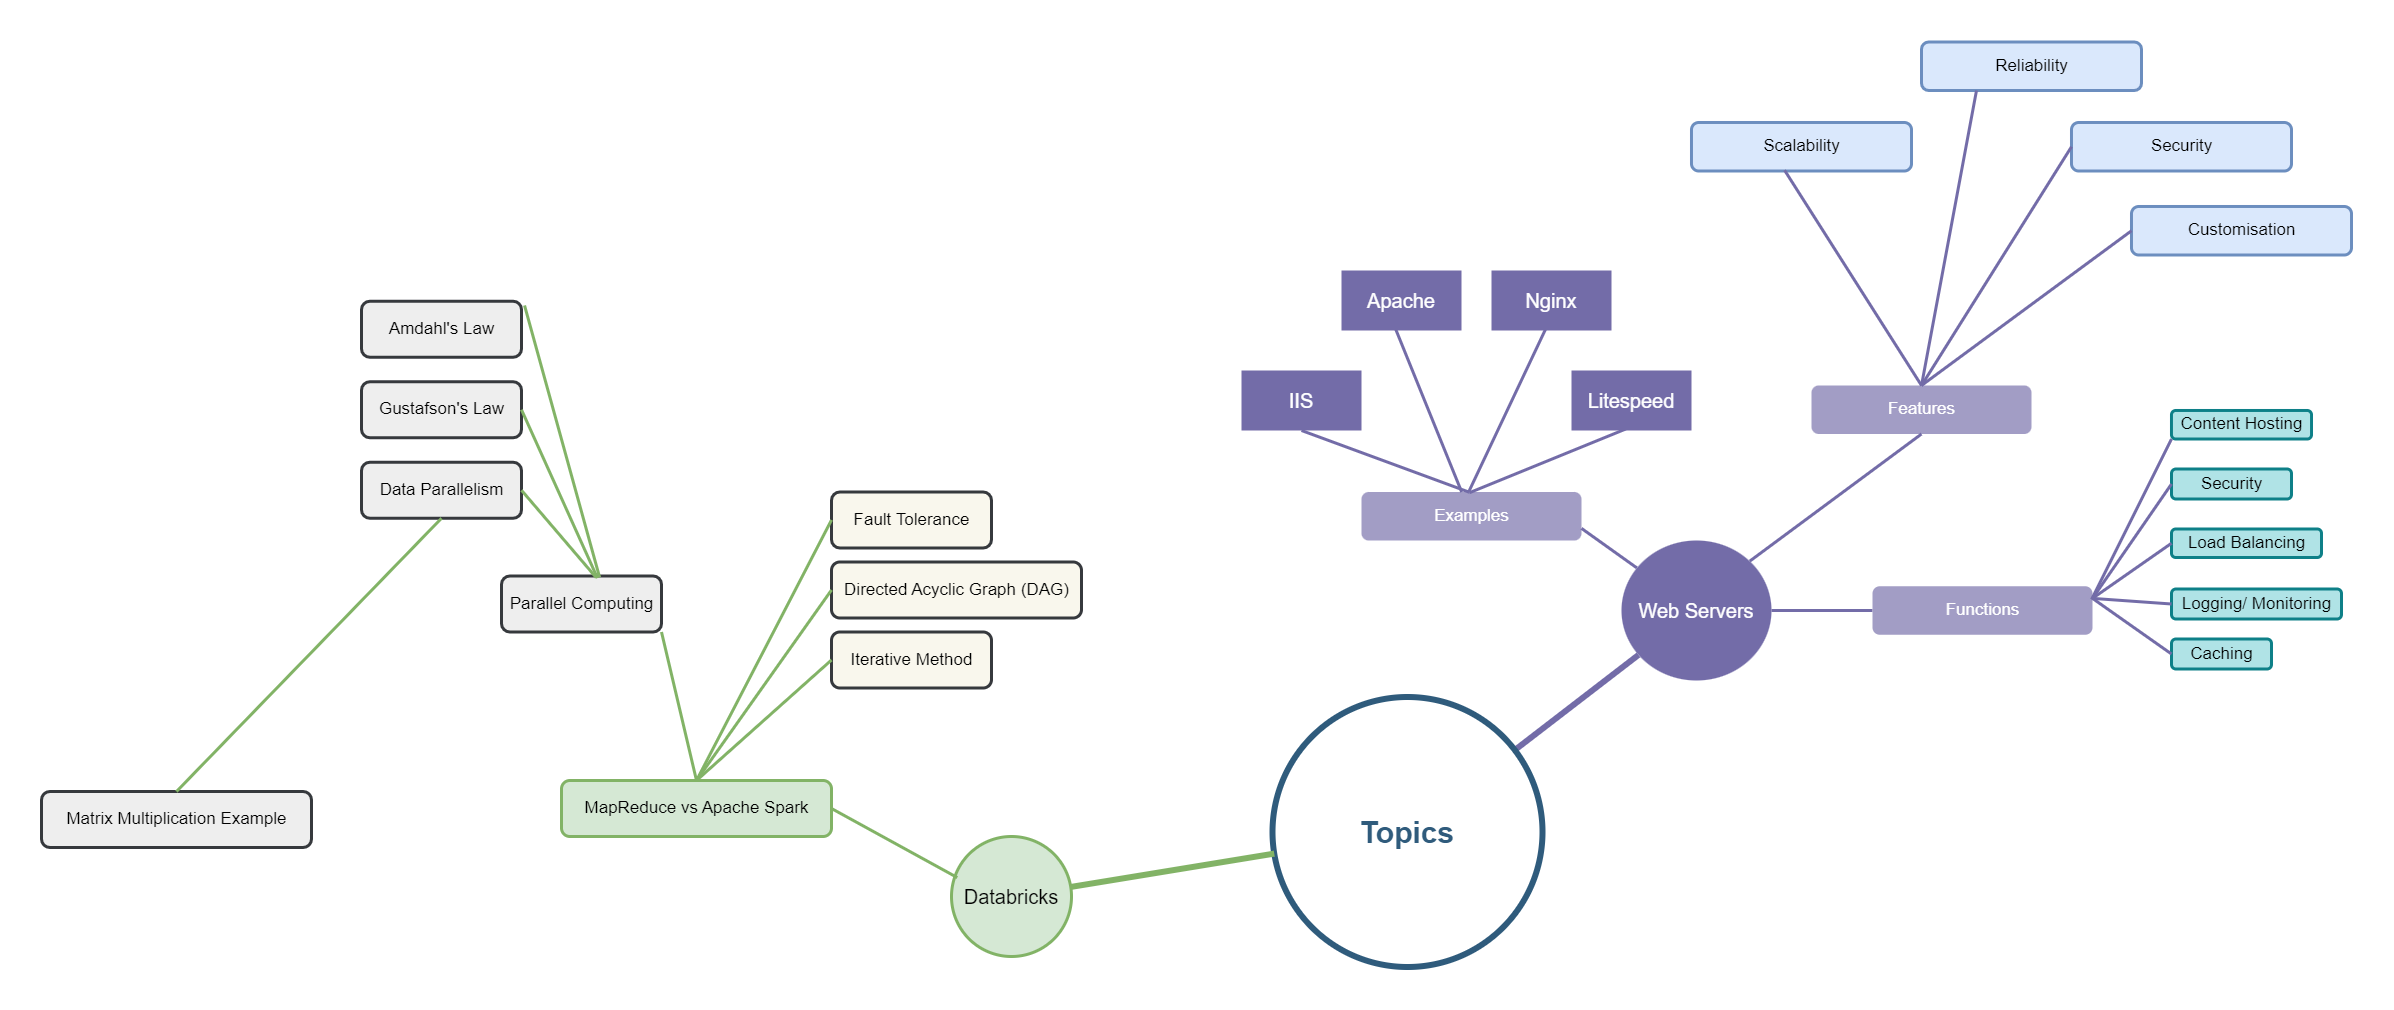 Reliability
Scalability
Security
Customisation
Apache
Nginx
IIS
Litespeed
Features
Examples
Content Hosting
Security
Load Balancing
Logging/ Monitoring
Caching
Functions
Web Servers
Amdahl's Law
Gustafson's Law
Data Parallelism
Fault Tolerance
Directed Acyclic Graph (DAG)
Iterative Method
Parallel Computing
MapReduce vs Apache Spark
Matrix Multiplication Example
Topics
Databricks